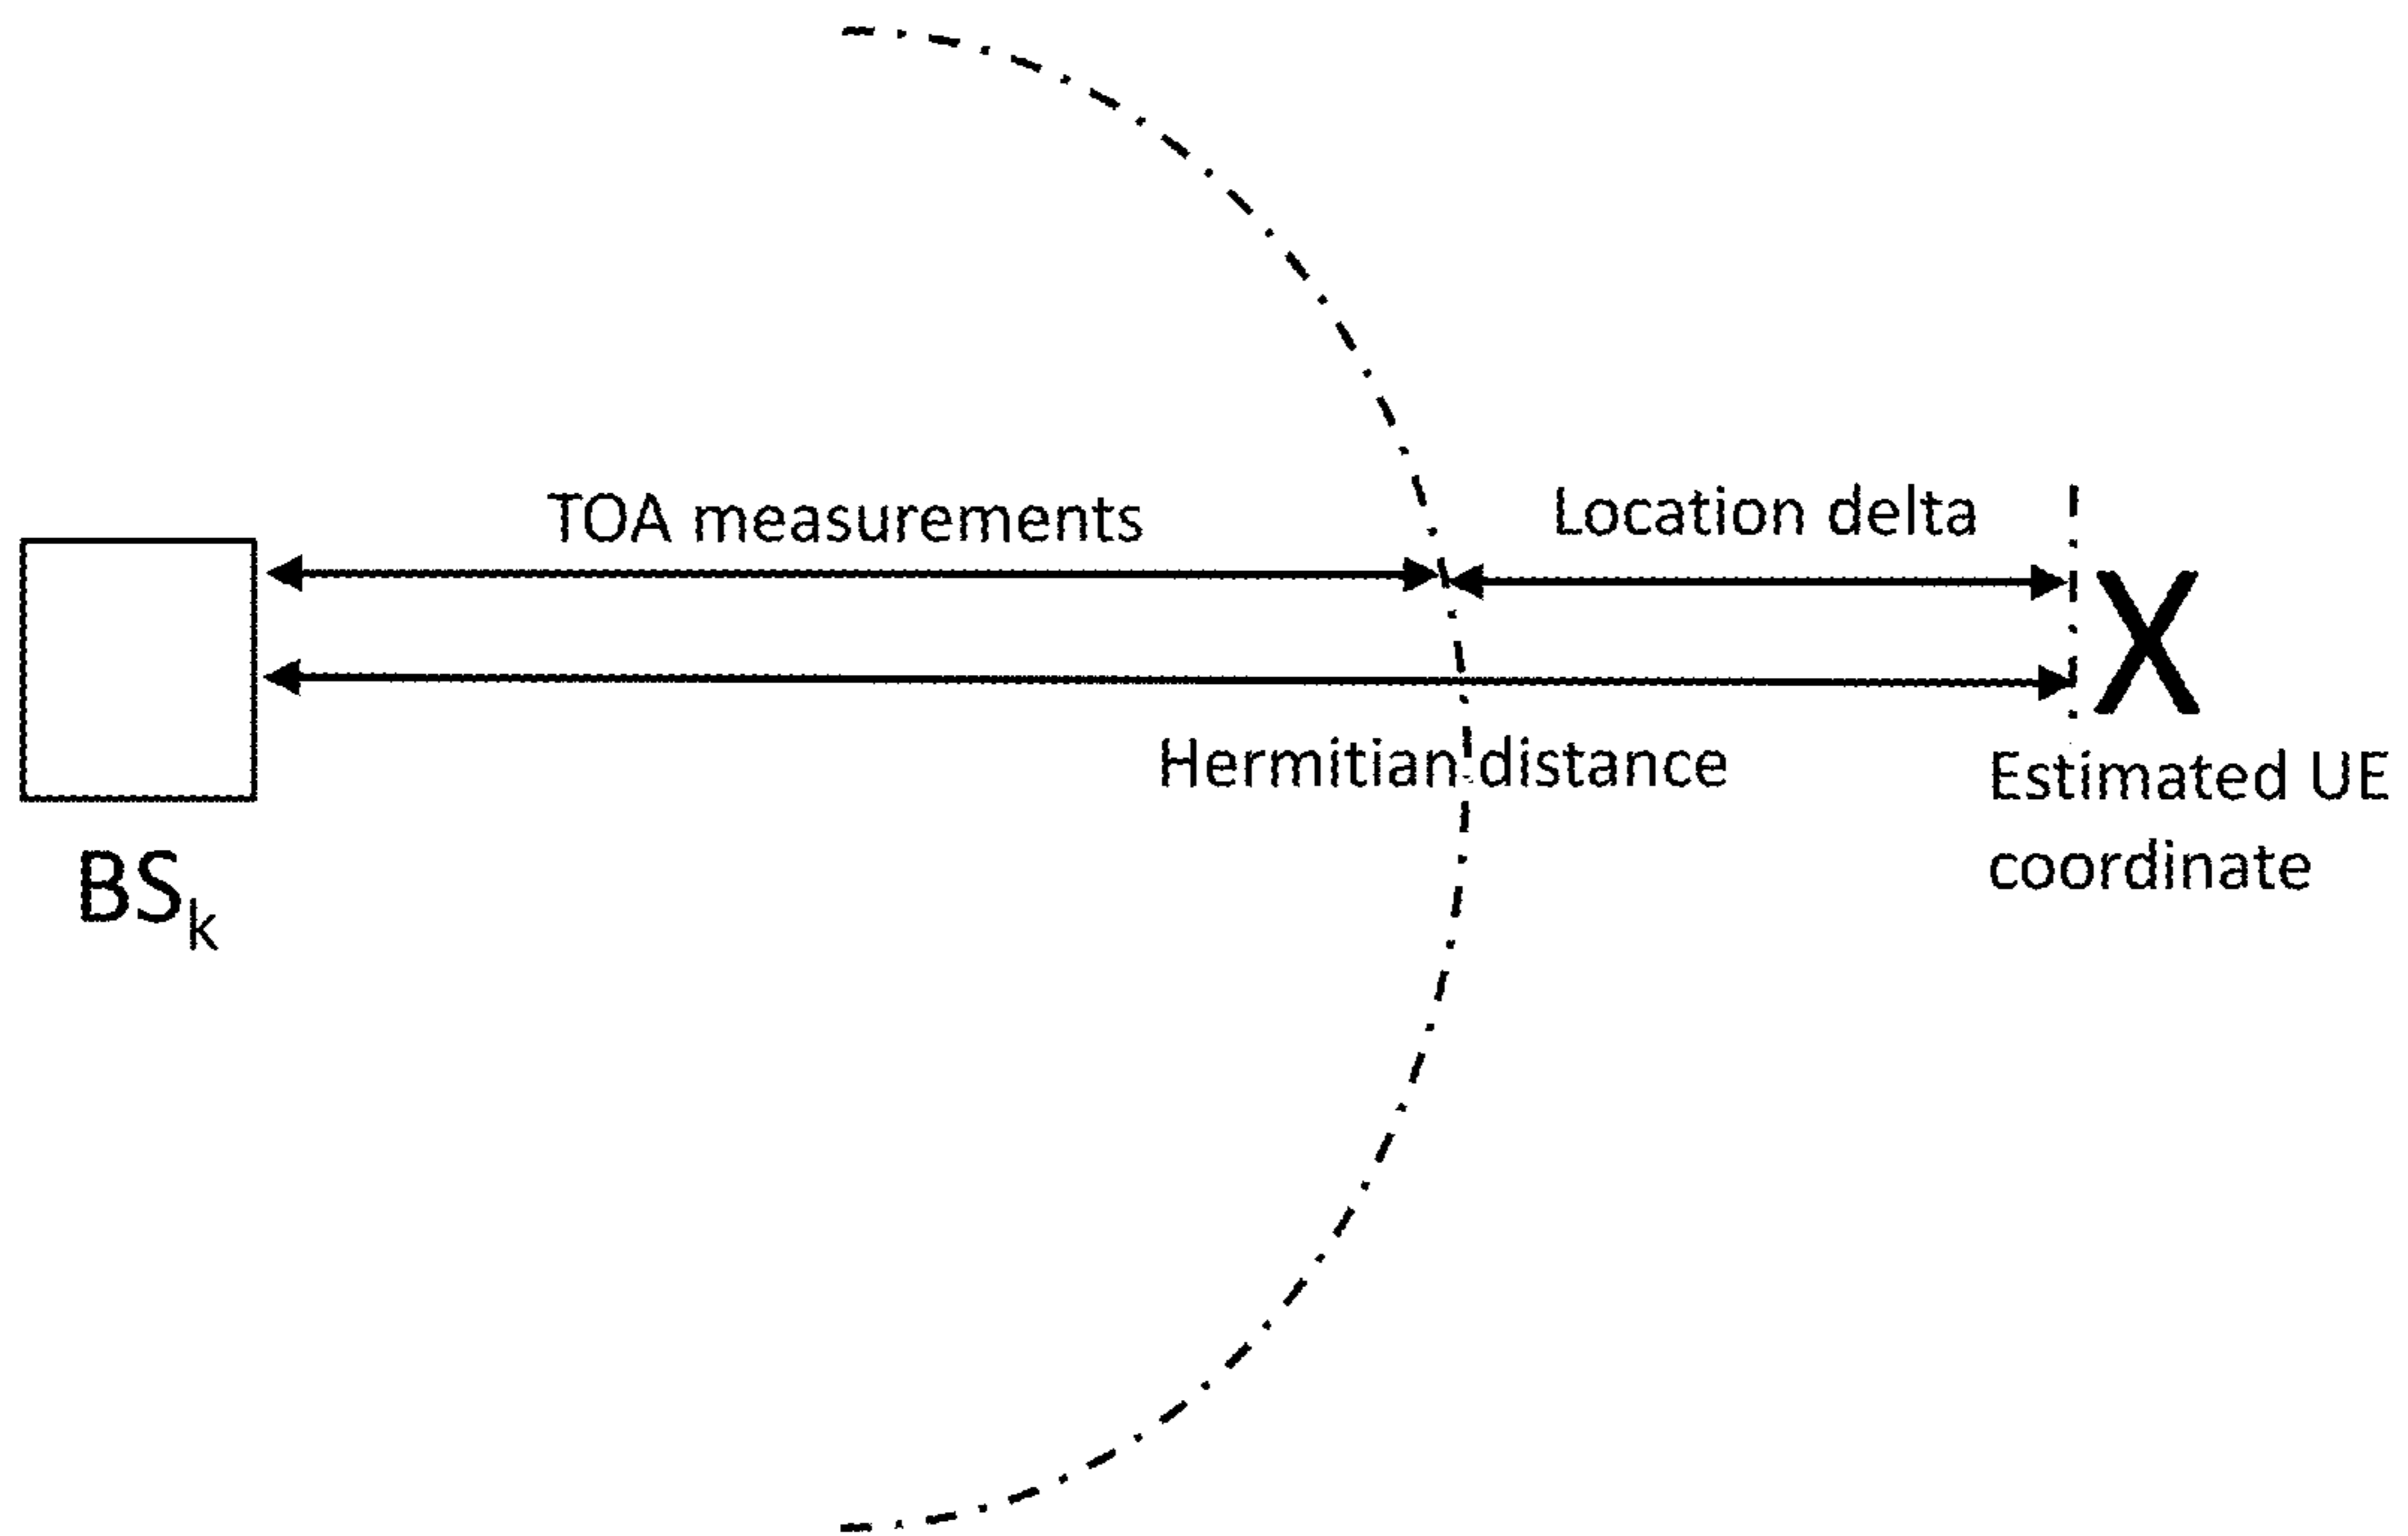 TOA measurements
Location delta
X
Hermitian distance
Estimated UE
coordinate
BSk